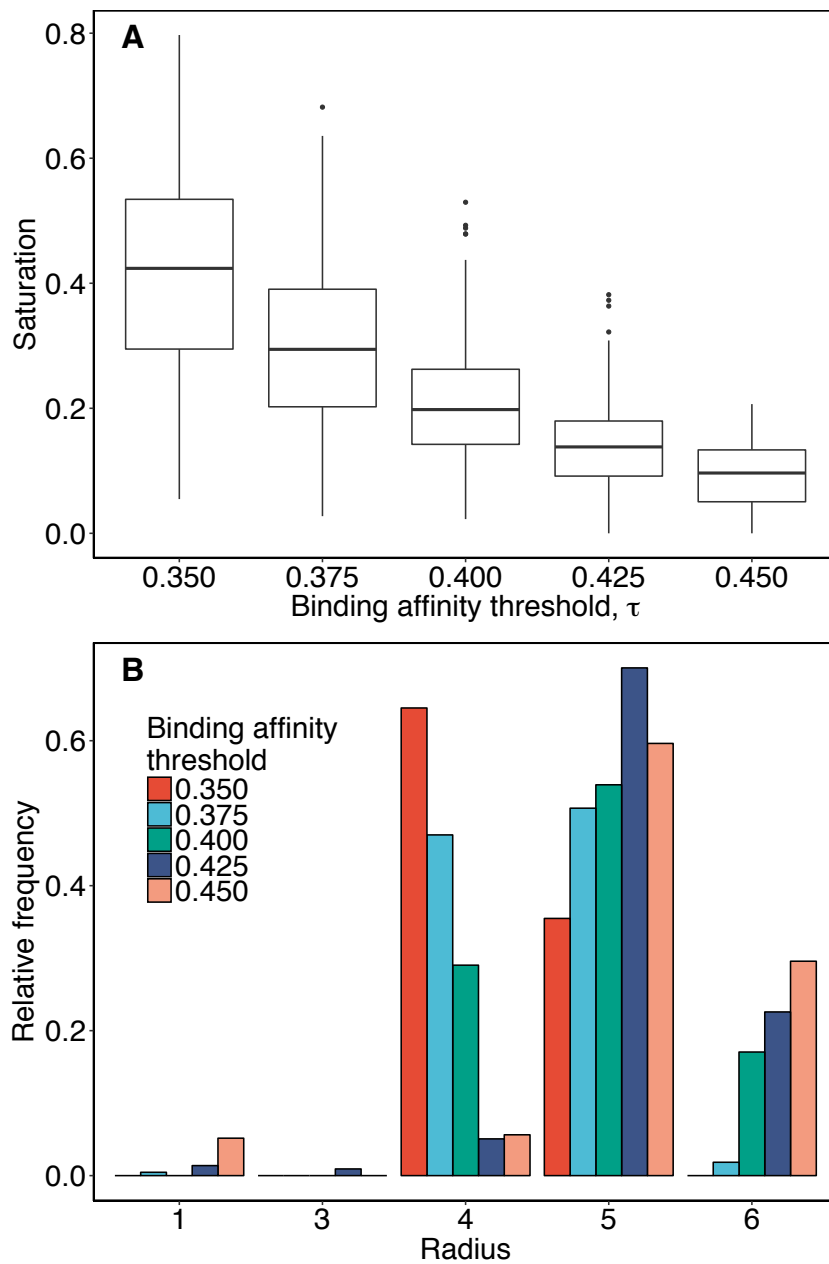 A
0.8
0.6
0.4
0.2
0.0
Saturation
0.350 0.375 0.400 0.425 0.450
Binding affinity threshold, τ
B
Binding affinity
threshold
0.350
0.375
0.400
0.425
0.450
0.6
0.4
0.2
0.0
Relative frequency
1 3 4 5 6
Radius